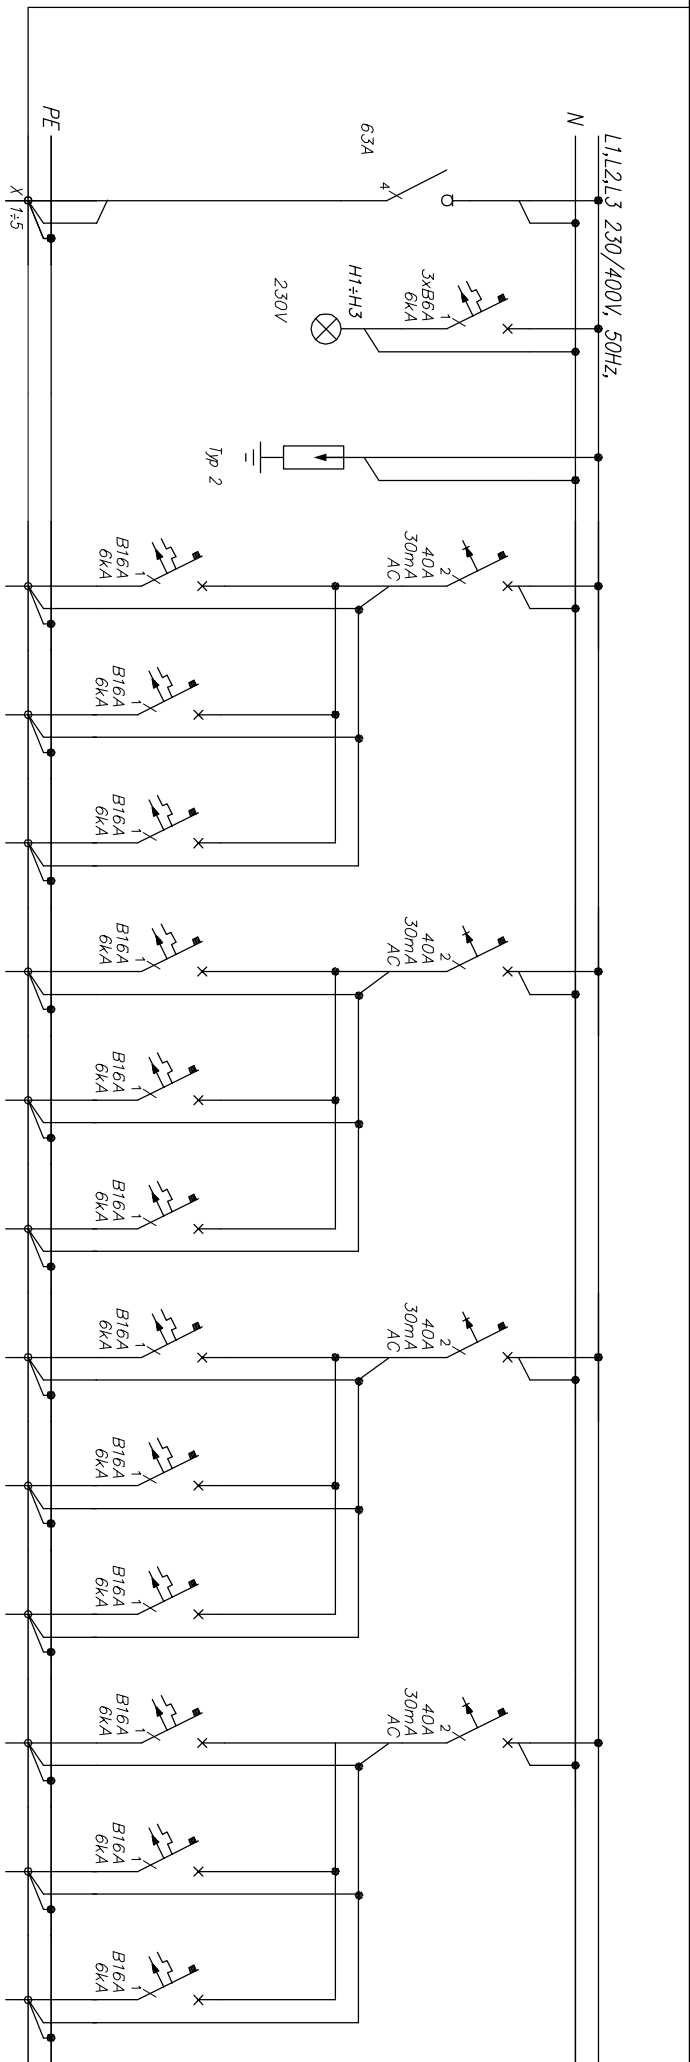 L1,L2,L3 230/400V, 50Hz,
N
63A
4
PE
X 1÷5
3xB6A
6kA
1
H1÷H3
230V
Typ 2
40A
30mA
AC
2
B16A
6kA
1
B16A
6kA
1
B16A
6kA
1
40A
30mA
AC
2
B16A
6kA
1
B16A
6kA
1
B16A
6kA
1
40A
30mA
AC
2
B16A
6kA
1
B16A
6kA
1
B16A
6kA
1
40A
30mA
AC
2
B16A
6kA
1
B16A
6kA
1
B16A
6kA
1